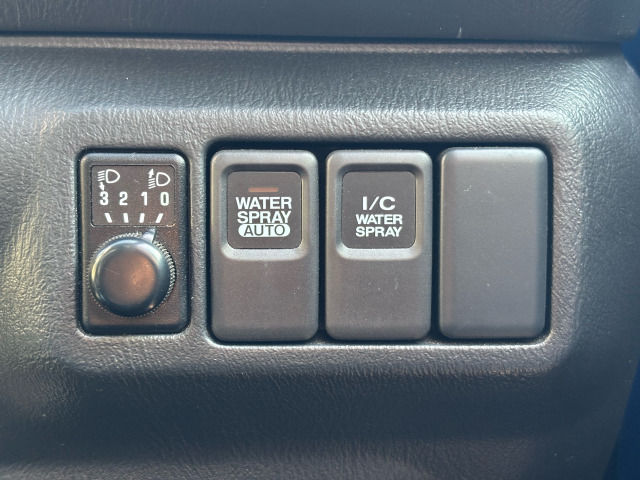 3 2 1 0
WATER
SPRAY
AUTO
I/C
WATER
SPRAY